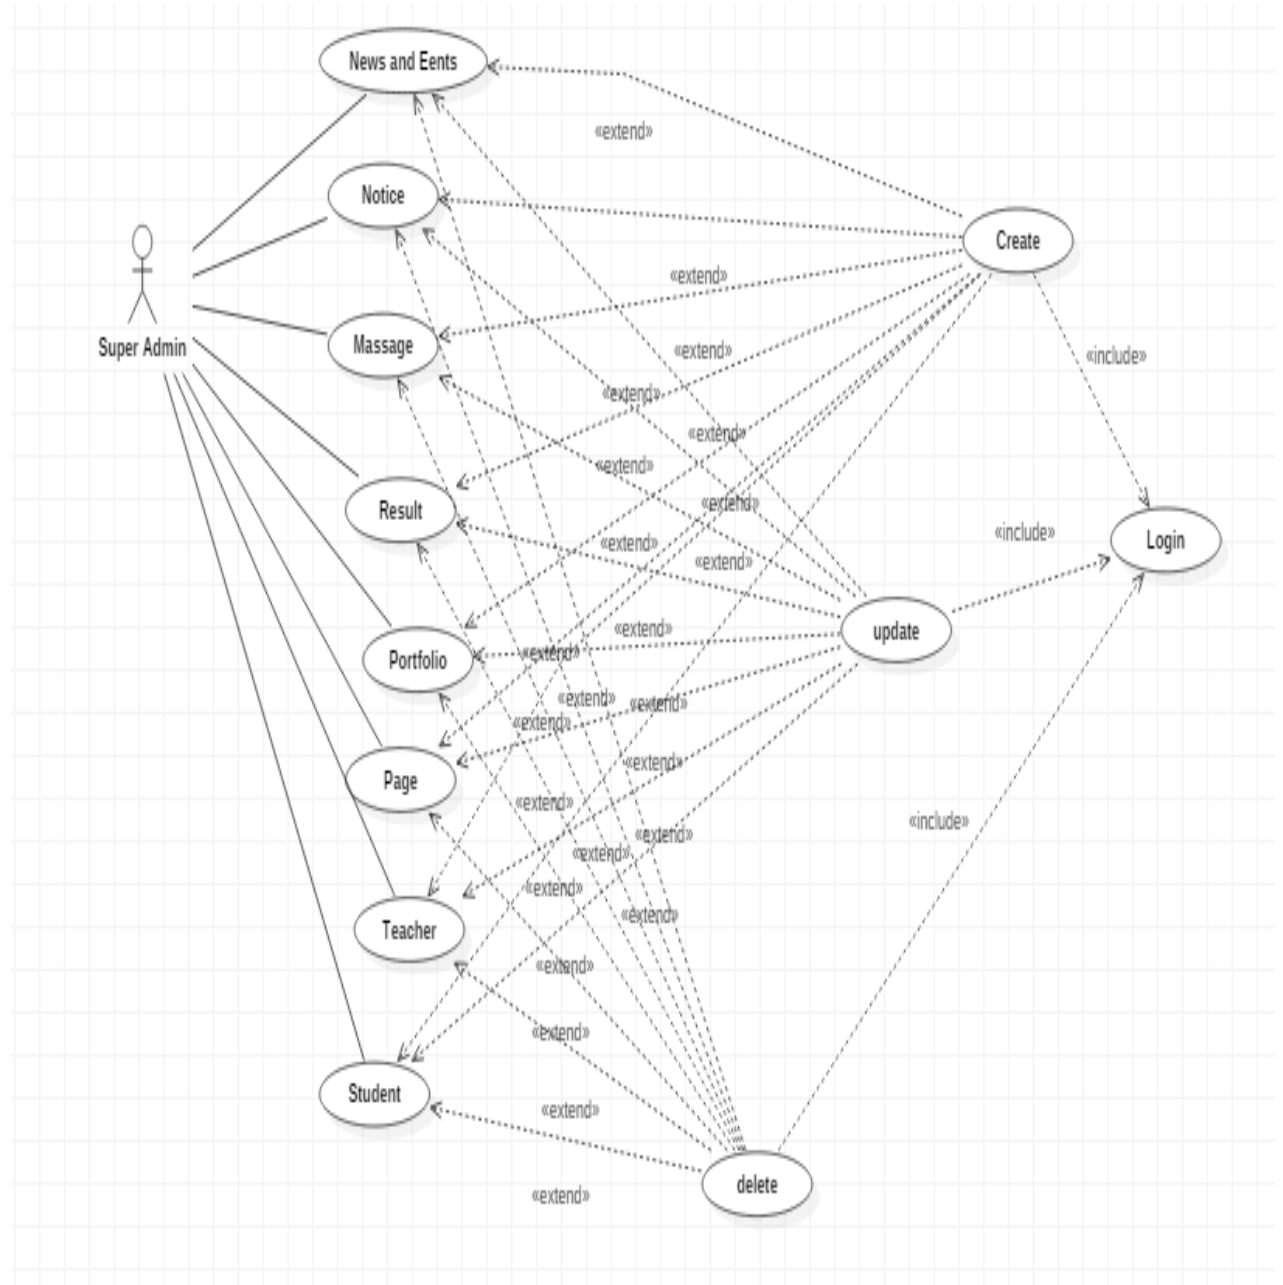 News and Eents
«extend»
Notice
Create
«extend»
Massage
Super Admin
«extend»
«include»
«extend»
«extend»
«extend»
«extend»
Result
«include»
Login
«extend»
«extend»
«extend»
update
«extend»
Portfolio
«extend»
«extend»
«extend»
«extend»
Page
«extend»
«include»
«extend»
«extend»
«extend»
«extend»
Teacher
«extend»
«extend»
Student
«extend»
delete
«extend»